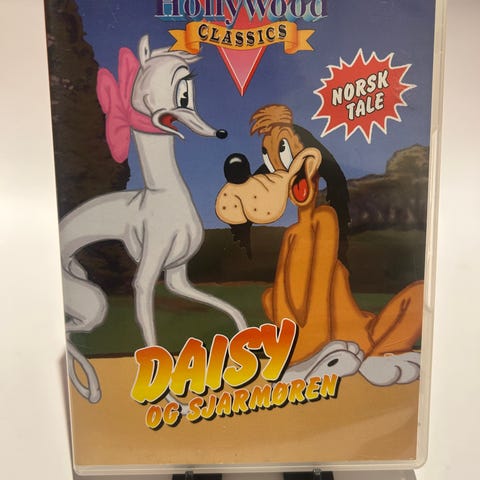 Hollywood
CLASSICS
NORSK
TALE
DAISY
OG SJARMØREN